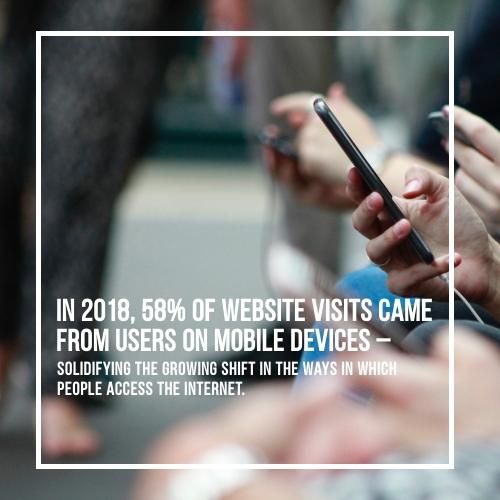 IN 2018, 58% OF WEBSITE VISITS CAME
FROM USERS ON MOBILE DEVICES –
SOLIDIFYING THE GROWING SHIFT IN THE WAYS IN WHICH
PEOPLE ACCESS THE INTERNET.